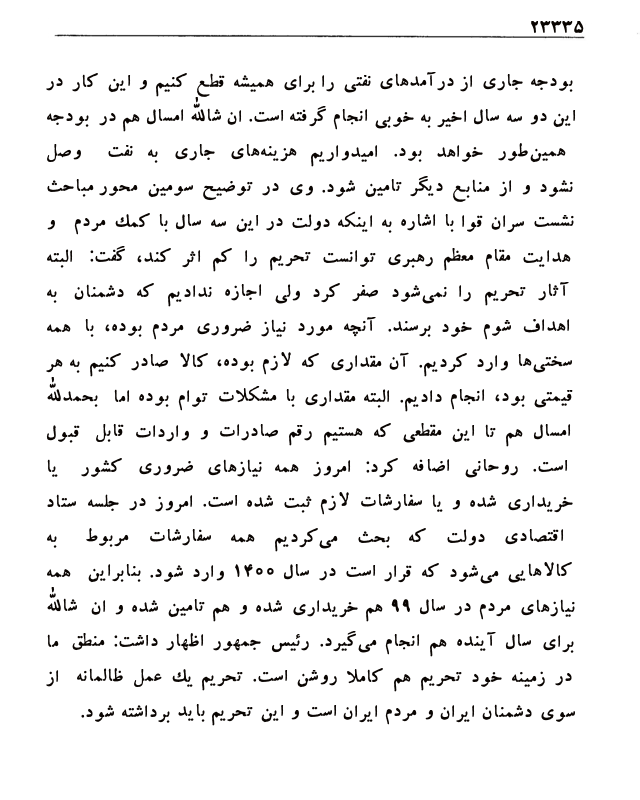 ۲۳۳۳۵
بودجه جاری از درآمدهای نفتی را برای همیشه قطع کنیم و این کار در
این دو سه سال اخیر به خوبی انجام گرفته است. ان شالله امسال هم در بودجه
همین‌طور خواهد بود. امیدواریم هزینه‌های جاری به نفت وصل
نشود و از منابع دیگر تامین شود. وی در توضیح سومین محور مباحث
نشست سران قوا با اشاره به اینکه دولت در این سه سال با کمك مردم و
هدایت مقام معظم رهبری توانست تحریم را کم اثر کند، گفت: البته
آثار تحریم را نمی‌شود صفر کرد ولی اجازه ندادیم که دشمنان به
اهداف شوم خود برسند. آنچه مورد نیاز ضروری مردم بوده، با همه
سختی‌ها وارد کردیم. آن مقداری که لازم بوده، کالا صادر کنیم به هر
قیمتی بود، انجام دادیم. البته مقداری با مشکلات توام بوده اما بحمدلله
امسال هم تا این مقطعی که هستیم رقم صادرات و واردات قابل قبول
است. روحانی اضافه کرد: امروز همه نیازهای ضروری کشور یا
خریداری شده و یا سفارشات لازم ثبت شده است. امروز در جلسه ستاد
اقتصادی دولت که بحث می‌کردیم همه سفارشات مربوط به
کالاهایی می‌شود که قرار است در سال ۱۴۰۰ وارد شود. بنابراین همه
نیازهای مردم در سال ۹۹ هم خریداری شده و هم تامین شده و ان شالله
برای سال آینده هم انجام می‌گیرد. رئیس جمهور اظهار داشت: منطق ما
در زمینه خود تحریم هم کاملا روشن است. تحریم یك عمل ظالمانه از
سوی دشمنان ایران و مردم ایران است و این تحریم باید برداشته شود.